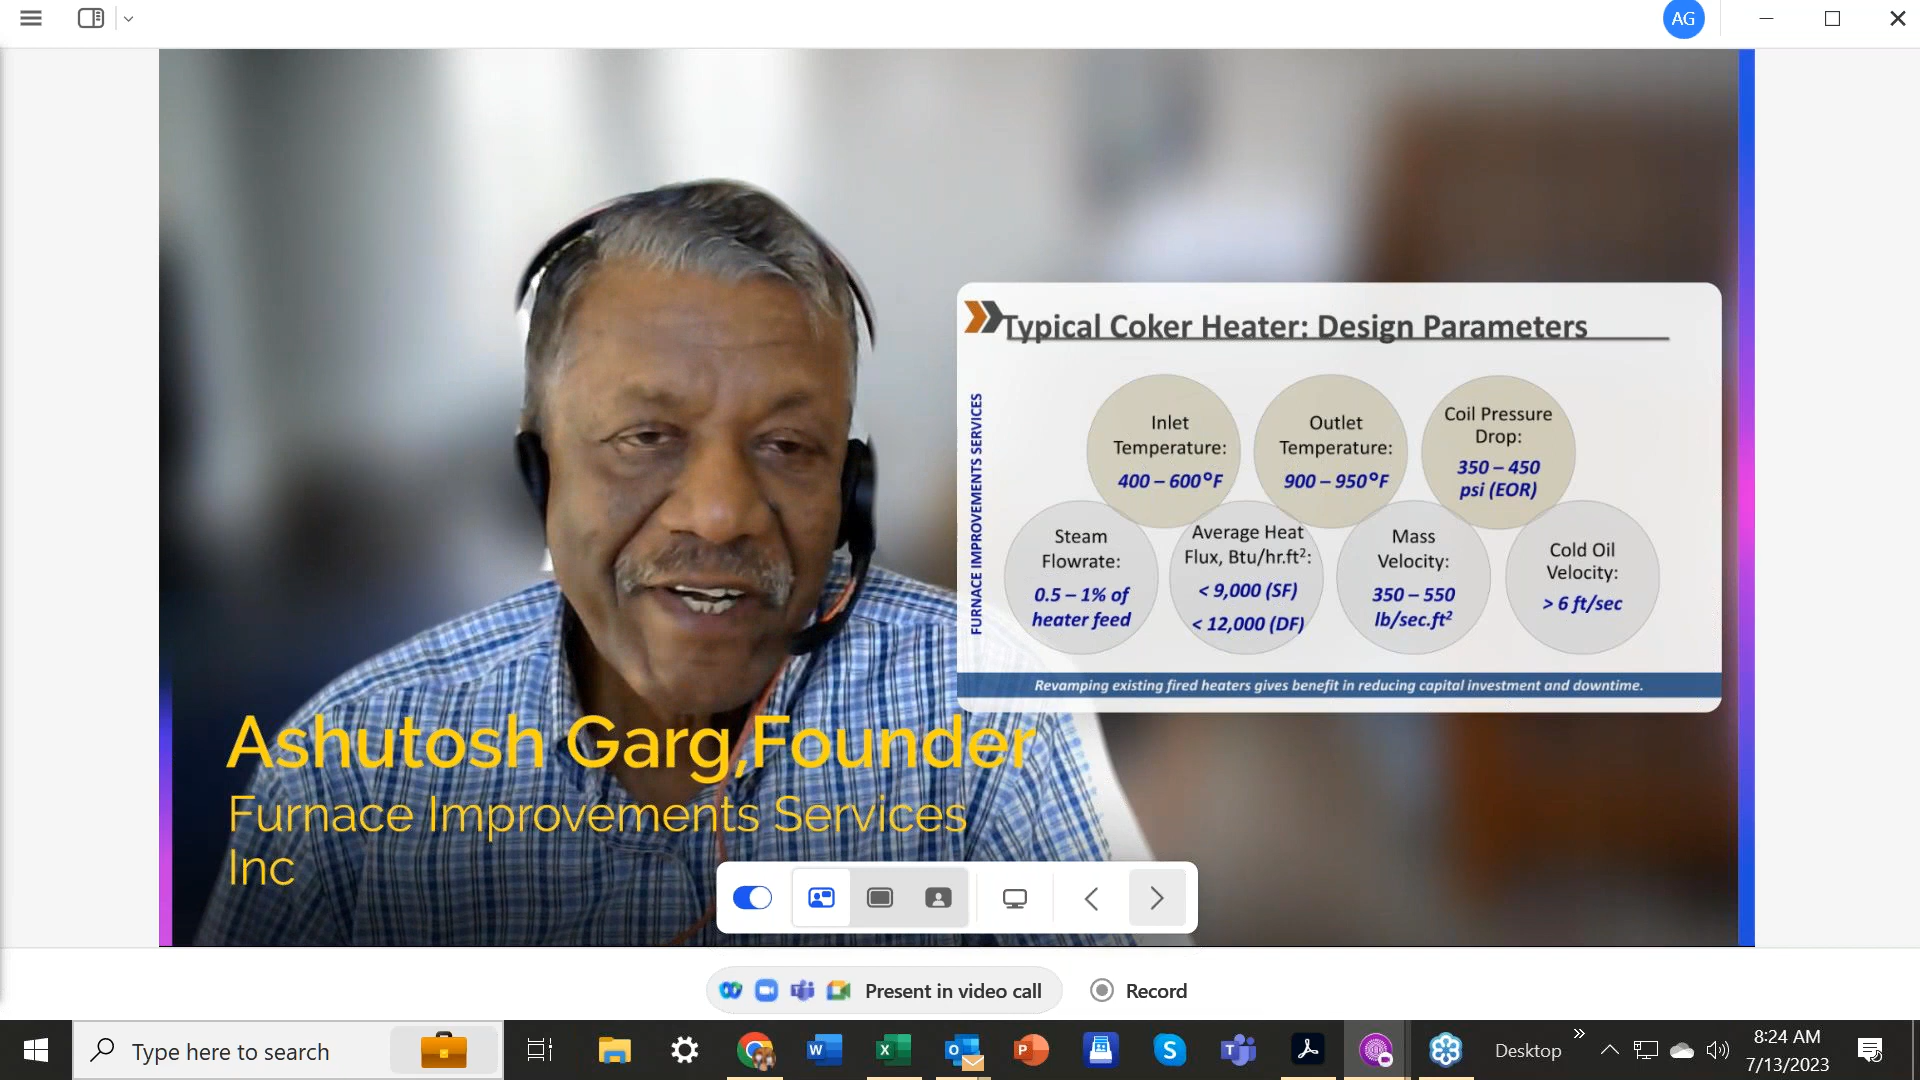 AG
Typical Coker Heater: Design Parameters
FURNACE IMPROVEMENTS SERVICES
Inlet
Temperature:
400 – 600°F
Outlet
Temperature:
900 – 950°F
Coil Pressure
Drop:
350 – 450
psi (EOR)
Steam
Flowrate:
0.5 – 1% of
heater feed
Average Heat
Flux, Btu/hr.ft²:
< 9,000 (SF)
< 12,000 (DF)
Mass
Velocity:
350 – 550
lb/sec.ft²
Cold Oil
Velocity:
> 6 ft/sec
Revamping existing fired heaters gives benefit in reducing capital investment and downtime.
Ashutosh Garg,Founder
Furnace Improvements Services
Inc
Present in video call
Record
Type here to search
Desktop
8:24 AM
7/13/2023